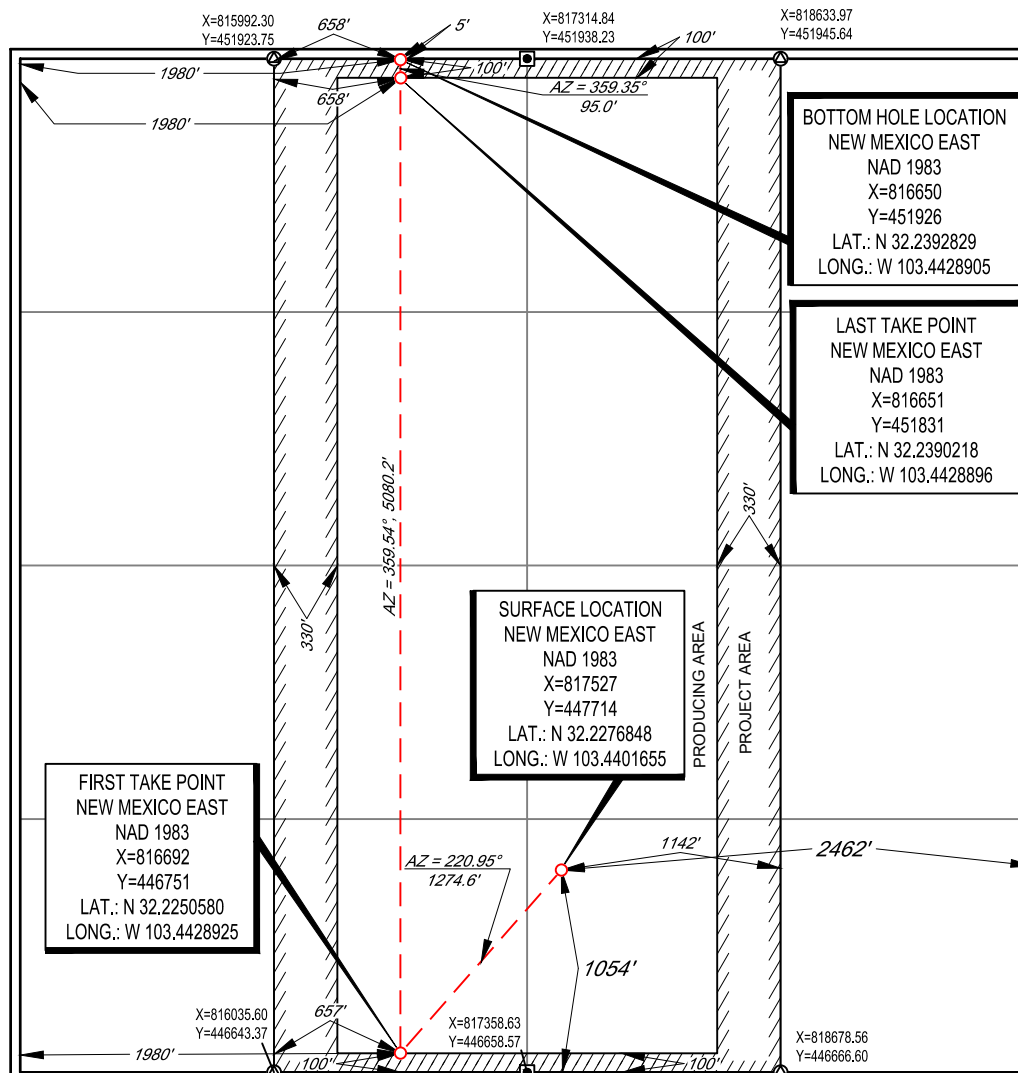 X=815992.30
Y=451923.75
658'
5'
X=817314.84
Y=451938.23
X=818633.97
Y=451945.64
100'
1980'
100'
658'
AZ = 359.35°
95.0'
1980'
BOTTOM HOLE LOCATION
NEW MEXICO EAST
NAD 1983
X=816650
Y=451926
LAT.: N 32.2392829
LONG.: W 103.4428905
LAST TAKE POINT
NEW MEXICO EAST
NAD 1983
X=816651
Y=451831
LAT.: N 32.2390218
LONG.: W 103.4428896
AZ = 359.54°, 5080.2'
330'
330'
SURFACE LOCATION
NEW MEXICO EAST
NAD 1983
X=817527
Y=447714
LAT.: N 32.2276848
LONG.: W 103.4401655
PRODUCING AREA
PROJECT AREA
FIRST TAKE POINT
NEW MEXICO EAST
NAD 1983
X=816692
Y=446751
LAT.: N 32.2250580
LONG.: W 103.4428925
AZ = 220.95°
1274.6'
1142'
2462'
1054'
X=816035.60
Y=446643.37
657'
X=817358.63
Y=446658.57
X=818678.56
Y=446666.60
1980'
100'
100'